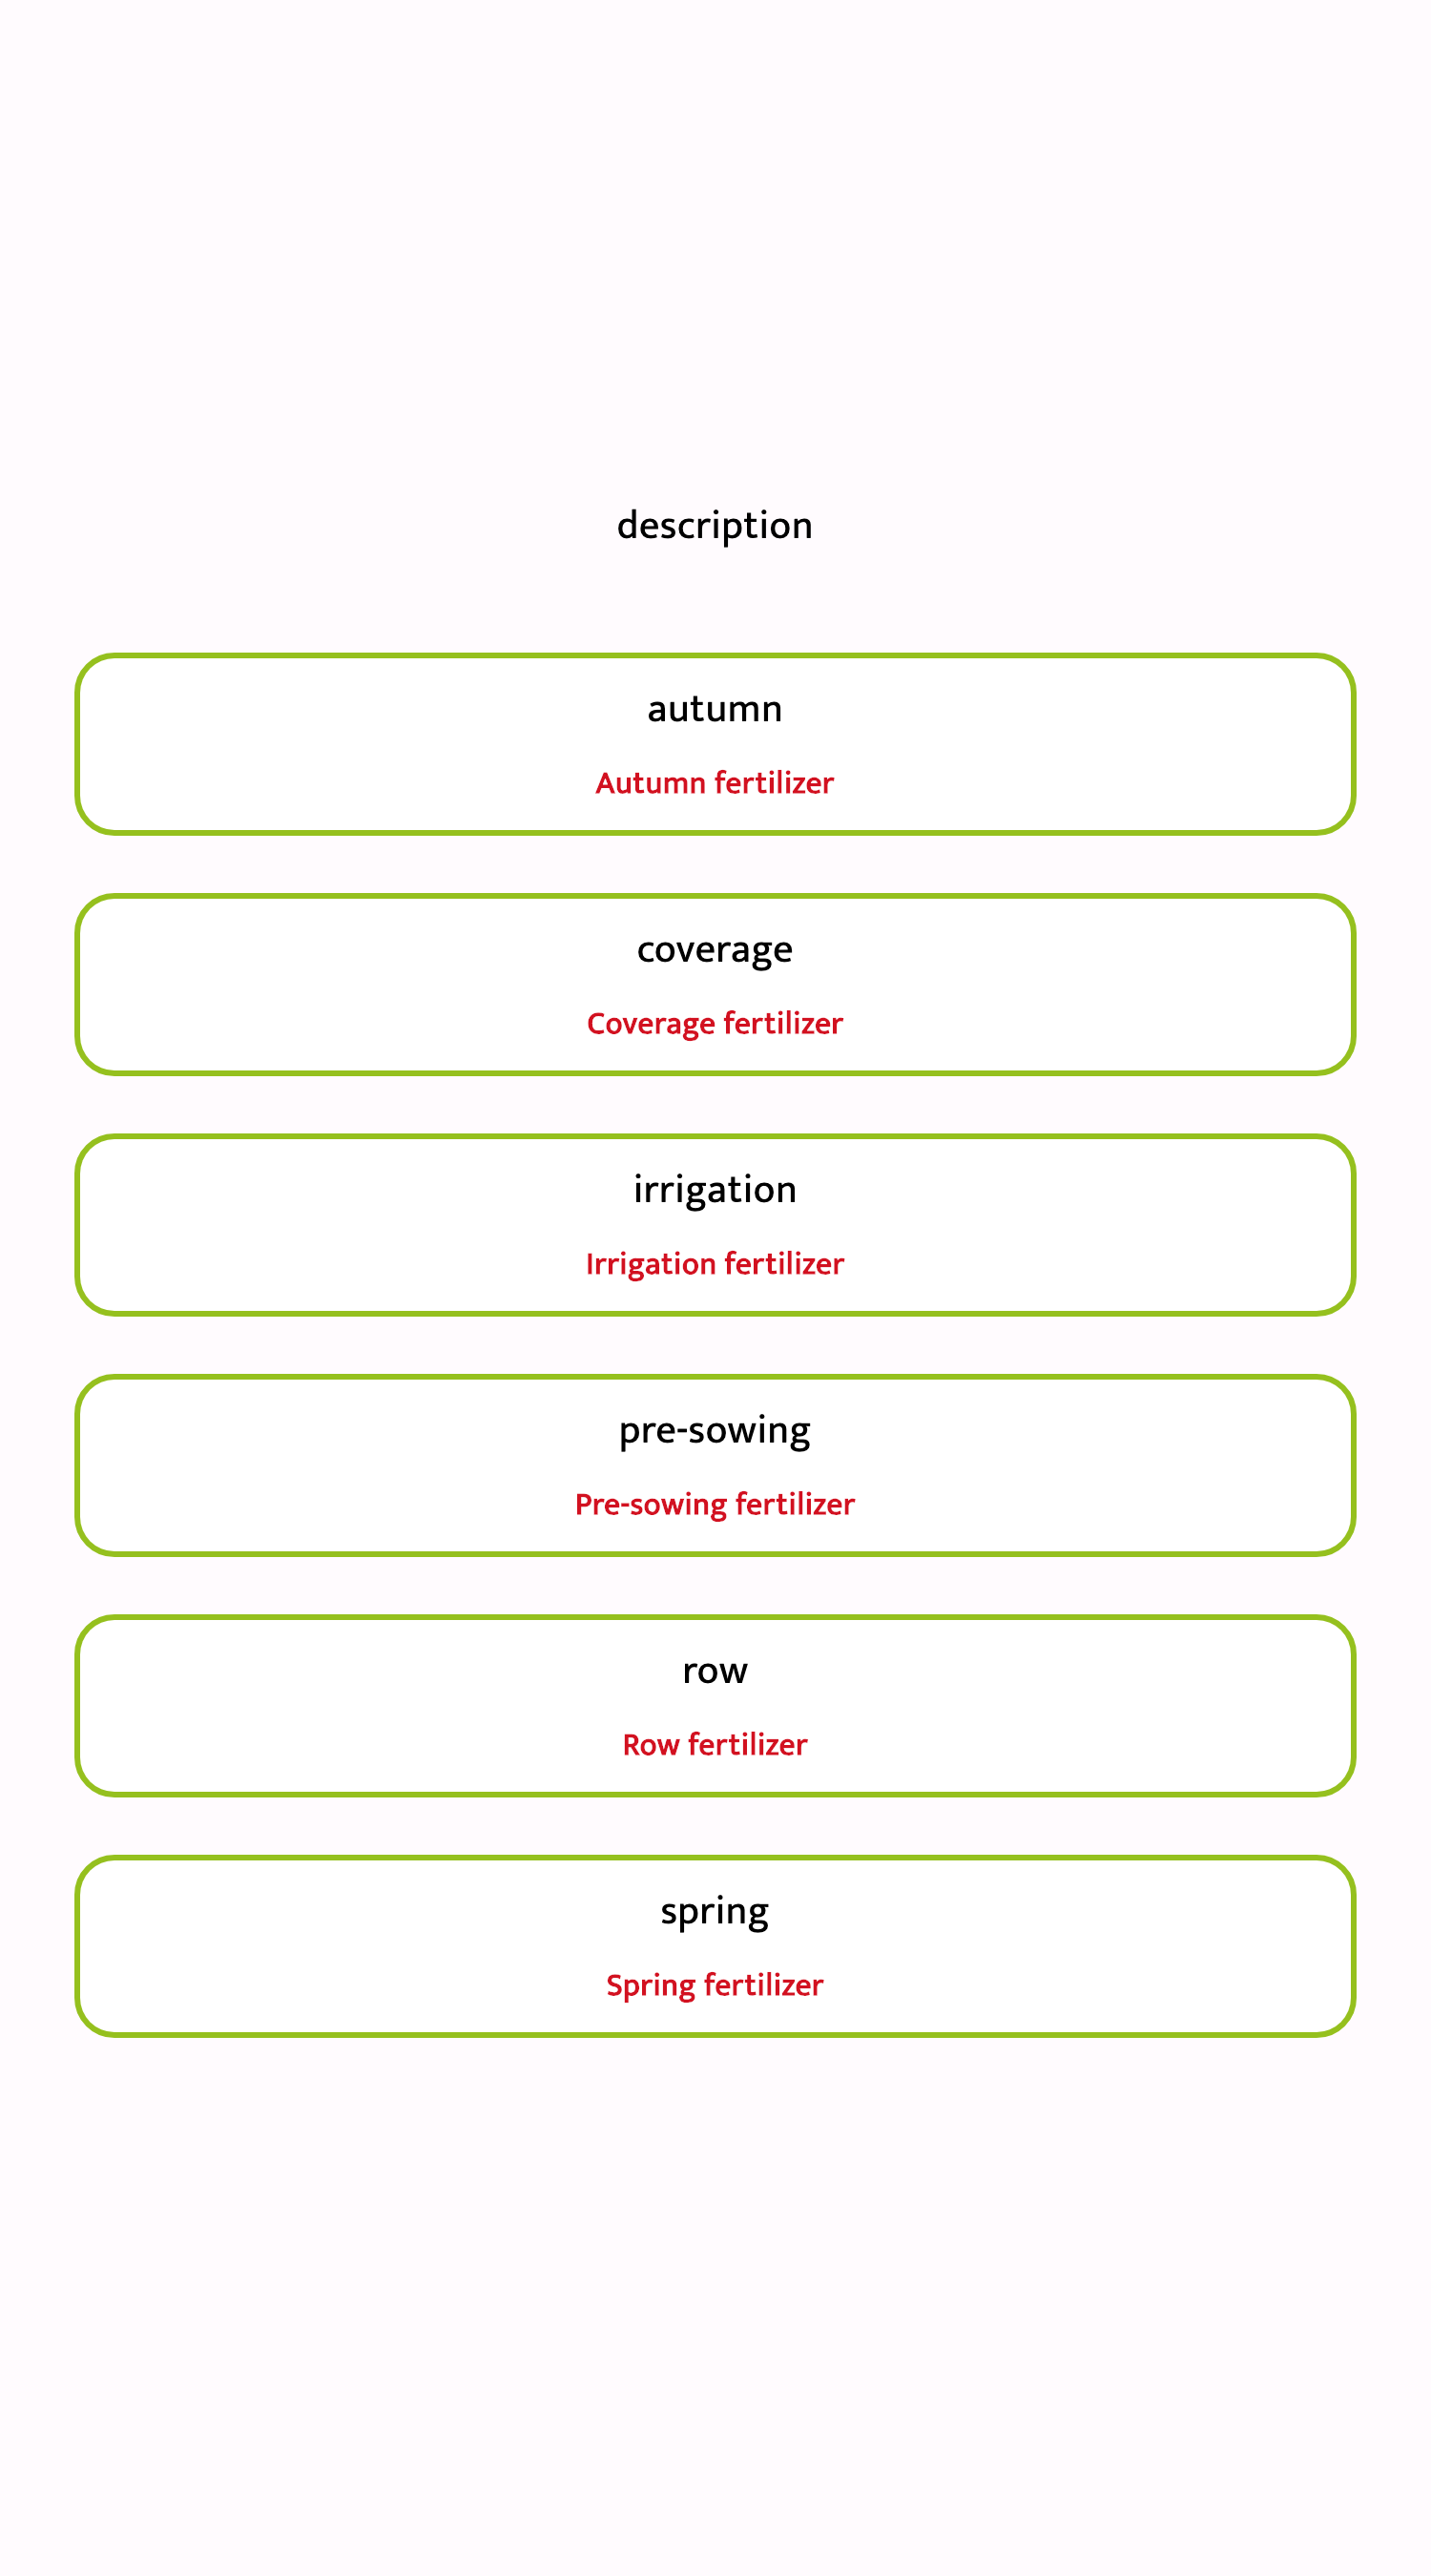 description
autumn
Autumn fertilizer
coverage
Coverage fertilizer
irrigation
Irrigation fertilizer
pre-sowing
Pre-sowing fertilizer
row
Row fertilizer
spring
Spring fertilizer